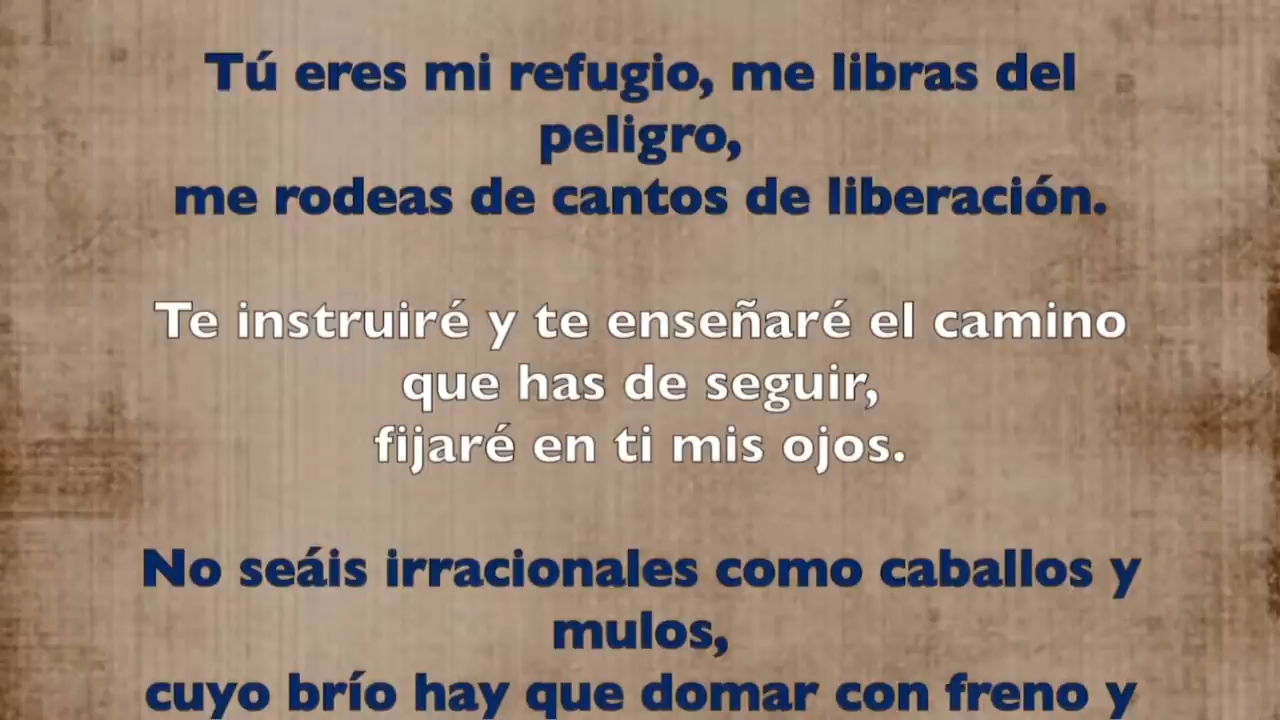 Tú eres mi refugio, me libras del
peligro,
me rodeas de cantos de liberación.
Te instruiré y te enseñaré el camino
que has de seguir,
fijaré en ti mis ojos.
No seáis irracionales como caballos y
mulos,
cuyo brío hay que domar con freno y